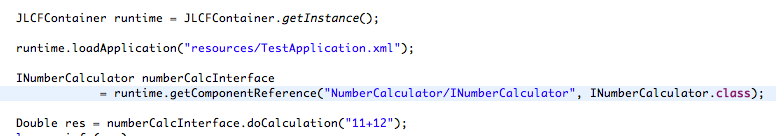 JLCFContainer runtime = JLCFContainer.getInstance();
runtime.loadApplication("resources/TestApplication.xml");
INumberCalculator numberCalcInterface
= runtime.getComponentReference("NumberCalculator/INumberCalculator", INumberCalculator.class);
Double res = numberCalcInterface.doCalculation("11+12");